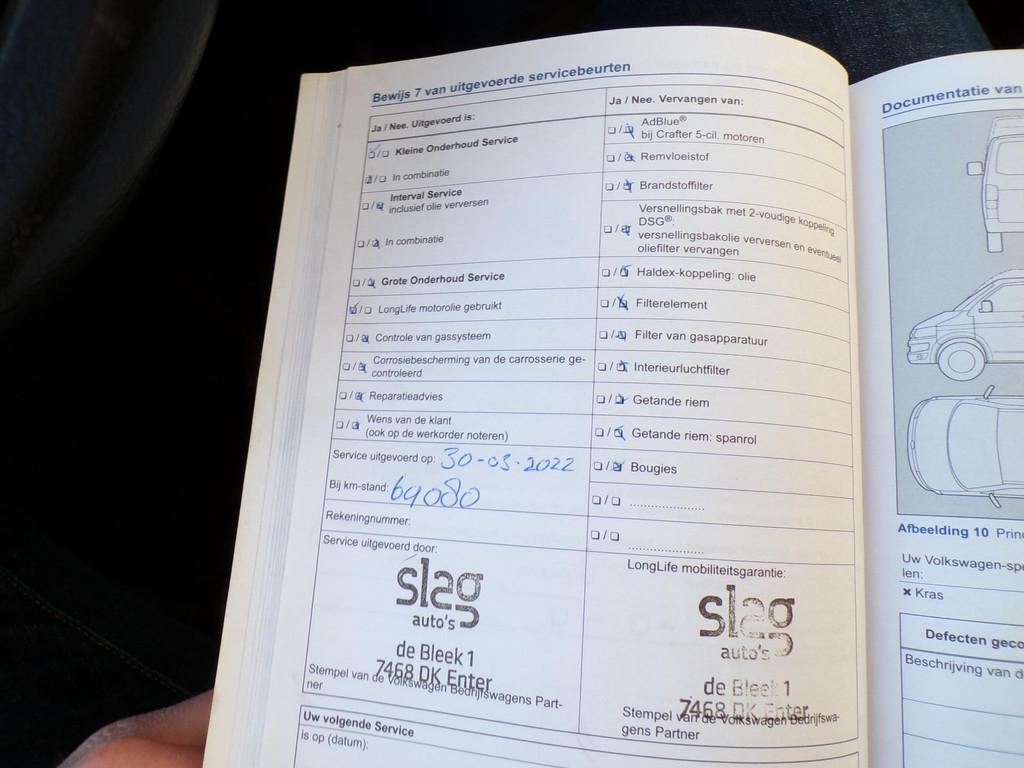 Bewijs 7 van uitgevoerde servicebeurten
Ja / Nee. Uitgevoerd is:
Kleine Onderhoud Service
In combinatie
Interval Service
inclusief olie verversen
In combinatie
Grote Onderhoud Service
LongLife motorolie gebruikt
Controle van gassysteem
Corrosiebescherming van de carrosserie ge-
controleerd
Reparatieadvies
Wens van de klant
(ook op de werkorder noteren)
Service uitgevoerd op: 30-03-2022
Bij km-stand: 69080
Rekeningnummer:
Service uitgevoerd door:
slag
auto's
de Bleek 1
7468 DK Enter
Stempel van de Volkswagen Bedrijfswagens Part-
ner
Uw volgende Service
is op (datum):
Ja / Nee. Vervangen van:
AdBlue®
bij Crafter 5-cil. motoren
Remvloeistof
Brandstoffilter
Versnellingsbak met 2-voudige koppeling
DSG®:
versnellingsbakolie verversen en eventueel
oliefilter vervangen
Haldex-koppeling: olie
Filterelement
Filter van gasapparatuur
Interieurluchtfilter
Getande riem
Getande riem: spanrol
Bougies
.....................
.....................
LongLife mobiliteitsgarantie:
slag
auto's
de Bleek 1
7468 DK Enter
Stempel van de Volkswagen Bedrijfswa-
gens Partner
Documentatie van
Afbeelding 10 Prin
Uw Volkswagen-spe
len:
× Kras
Defecten geco
Beschrijving van d